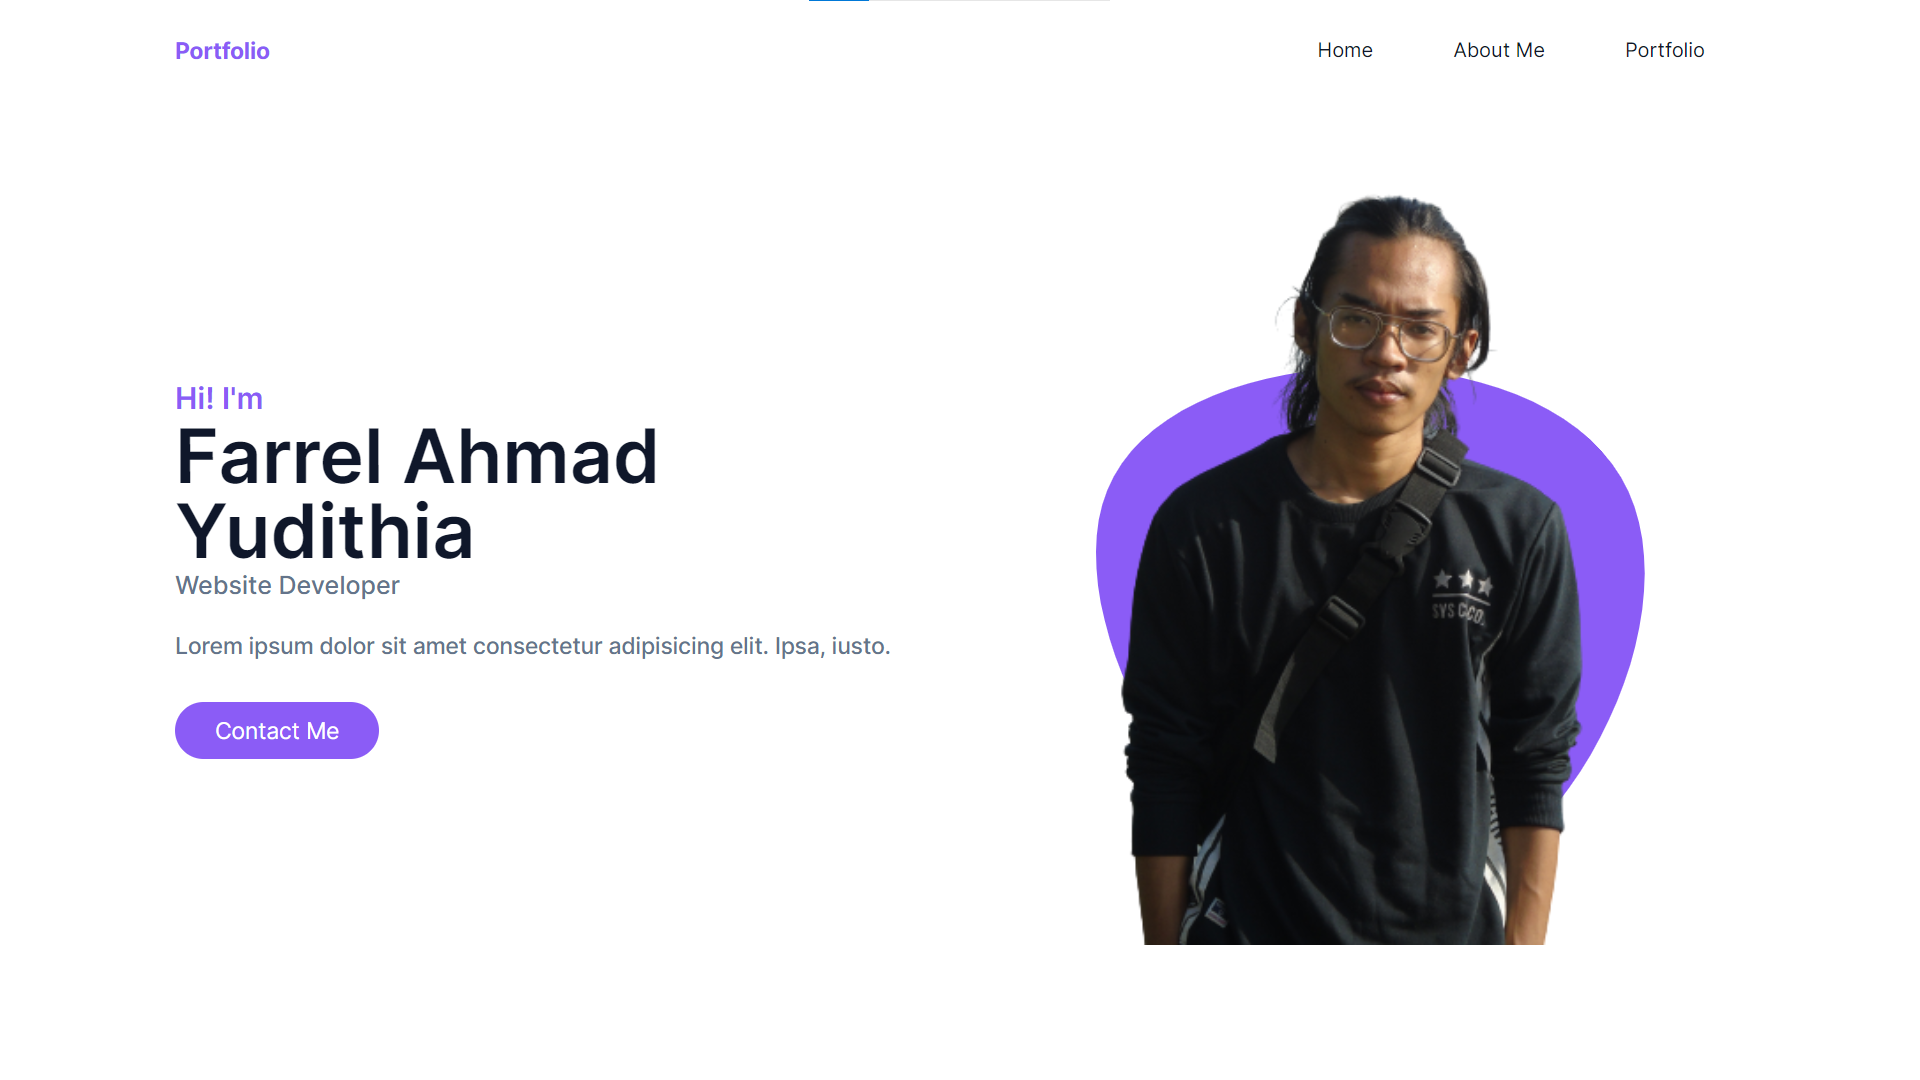 Portfolio
Home
About Me
Portfolio
Hi! I'm
Farrel Ahmad
Yudithia
Website Developer
Lorem ipsum dolor sit amet consectetur adipisicing elit. Ipsa, iusto.
Contact Me
SYS